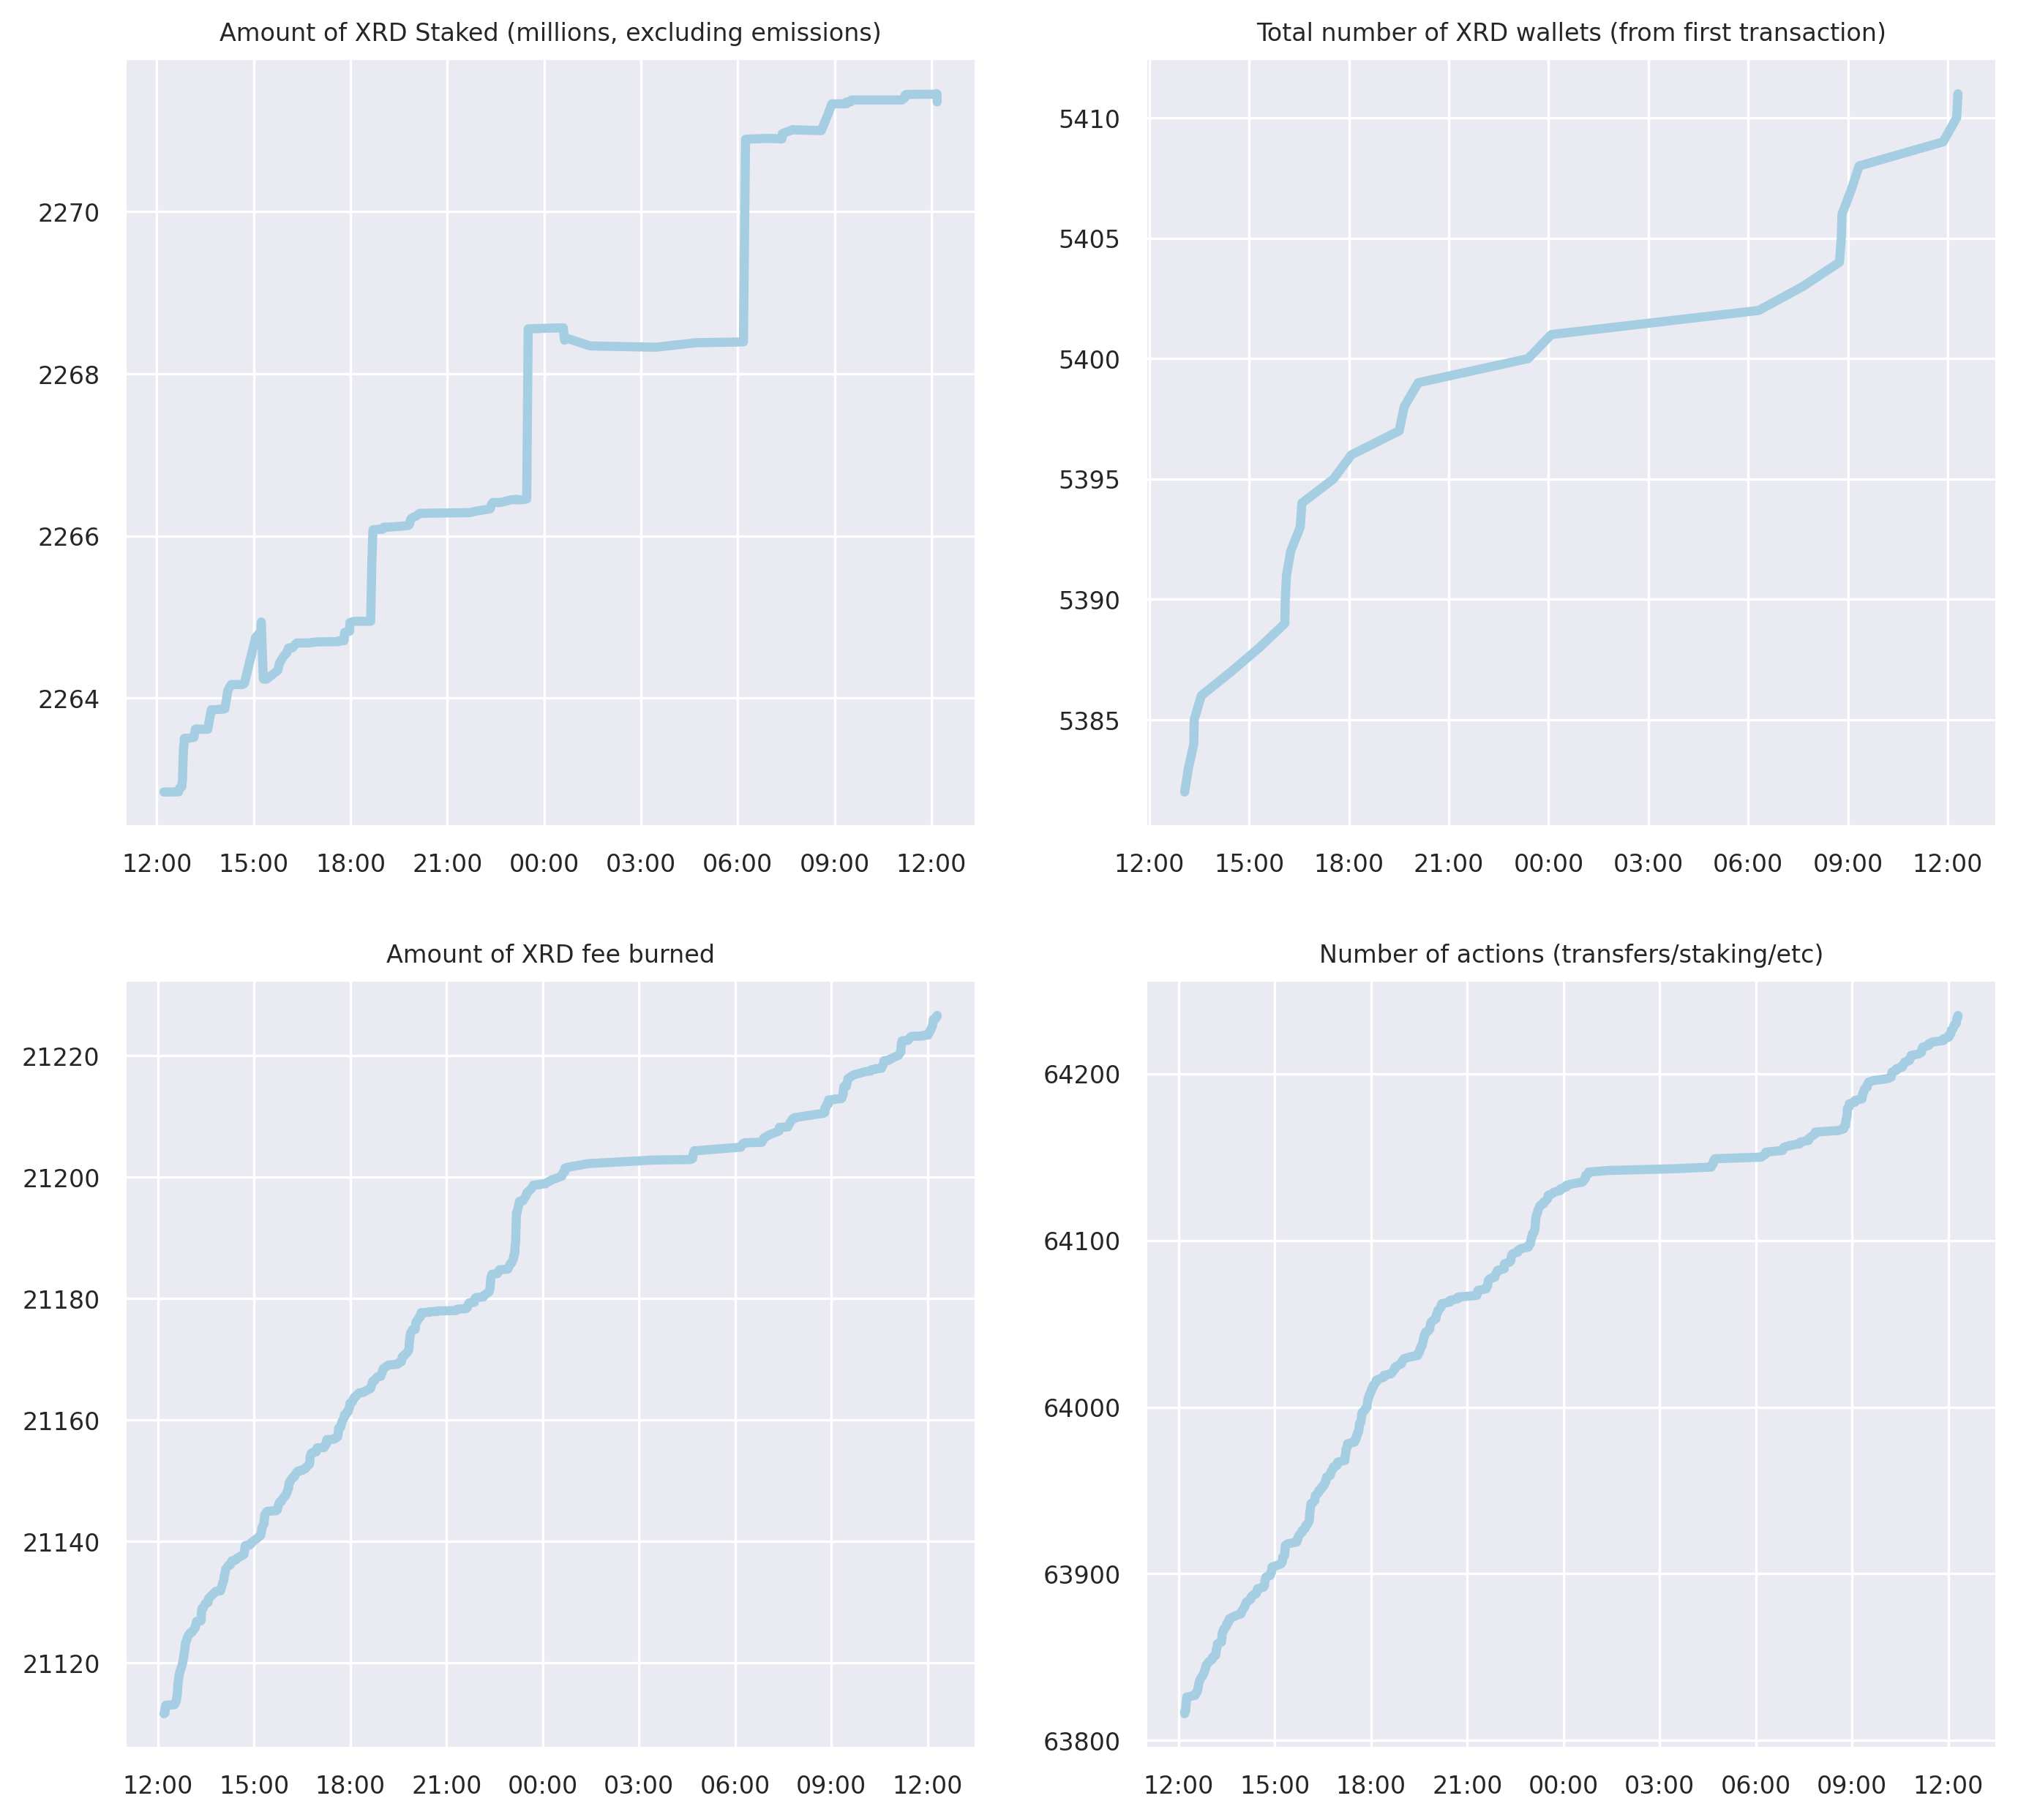 Amount of XRD Staked (millions, excluding emissions)
2270
2268
2266
2264
12:00 15:00 18:00 21:00 00:00 03:00 06:00 09:00 12:00
Total number of XRD wallets (from first transaction)
5410
5405
5400
5395
5390
5385
12:00 15:00 18:00 21:00 00:00 03:00 06:00 09:00 12:00
Amount of XRD fee burned
21220
21200
21180
21160
21140
21120
12:00 15:00 18:00 21:00 00:00 03:00 06:00 09:00 12:00
Number of actions (transfers/staking/etc)
64200
64100
64000
63900
63800
12:00 15:00 18:00 21:00 00:00 03:00 06:00 09:00 12:00